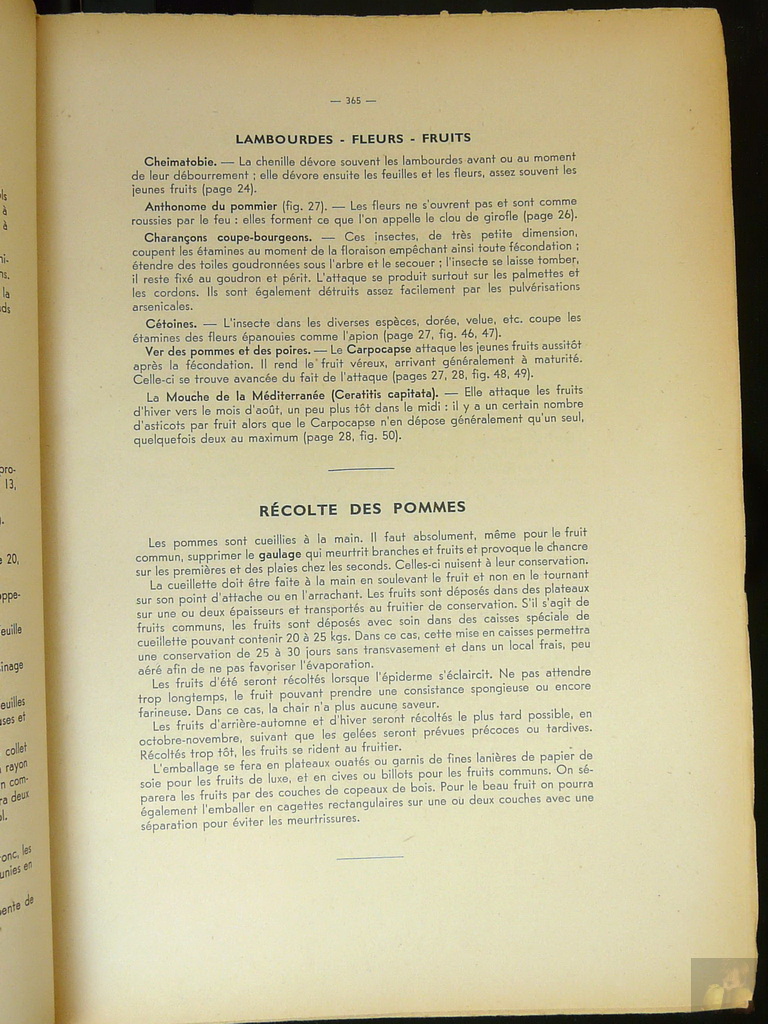 — 365 —
LAMBOURDES - FLEURS - FRUITS
Cheimatobie. — La chenille dévore souvent les lambourdes avant ou au moment
de leur débourrement ; elle dévore ensuite les feuilles et les fleurs, assez souvent les
jeunes fruits (page 24).
Anthonome du pommier (fig. 27). — Les fleurs ne s'ouvrent pas et sont comme
roussies par le feu : elles forment ce que l'on appelle le clou de girofle (page 26).
Charançons coupe-bourgeons. — Ces insectes, de très petite dimension,
coupent les étamines au moment de la floraison empêchant ainsi toute fécondation ;
étendre des toiles goudronnées sous l'arbre et le secouer ; l'insecte se laisse tomber,
il reste fixé au goudron et périt. L'attaque se produit surtout sur les palmettes et
les cordons. Ils sont également détruits assez facilement par les pulvérisations
arsenicales.
Cétoines. — L'insecte dans les diverses espèces, dorée, velue, etc. coupe les
étamines des fleurs épanouies comme l'apion (page 27, fig. 46, 47).
Ver des pommes et des poires. — Le Carpocapse attaque les jeunes fruits aussitôt
après la fécondation. Il rend le fruit véreux, arrivant généralement à maturité.
Celle-ci se trouve avancée du fait de l'attaque (pages 27, 28, fig. 48, 49).
La Mouche de la Méditerranée (Ceratitis capitata). — Elle attaque les fruits
d'hiver vers le mois d'août, un peu plus tôt dans le midi : il y a un certain nombre
d'asticots par fruit alors que le Carpocapse n'en dépose généralement qu'un seul,
quelquefois deux au maximum (page 28, fig. 50).
RÉCOLTE DES POMMES
Les pommes sont cueillies à la main. Il faut absolument, même pour le fruit
commun, supprimer le gaulage qui meurtrit branches et fruits et provoque le chancre
sur les premières et des plaies chez les seconds. Celles-ci nuisent à leur conservation.
La cueillette doit être faite à la main en soulevant le fruit et non en le tournant
sur son point d'attache ou en l'arrachant. Les fruits sont déposés dans des plateaux
sur une ou deux épaisseurs et transportés au fruitier de conservation. S'il s'agit de
fruits communs, les fruits sont déposés avec soin dans des caisses spéciale de
cueillette pouvant contenir 20 à 25 kgs. Dans ce cas, cette mise en caisses permettra
une conservation de 25 à 30 jours sans transvasement et dans un local frais, peu
aéré afin de ne pas favoriser l'évaporation.
Les fruits d'été seront récoltés lorsque l'épiderme s'éclaircit. Ne pas attendre
trop longtemps, le fruit pouvant prendre une consistance spongieuse ou encore
farineuse. Dans ce cas, la chair n'a plus aucune saveur.
Les fruits d'arrière-automne et d'hiver seront récoltés le plus tard possible, en
octobre-novembre, suivant que les gelées seront prévues précoces ou tardives.
Récoltés trop tôt, les fruits se rident au fruitier.
L'emballage se fera en plateaux ouatés ou garnis de fines lanières de papier de
soie pour les fruits de luxe, et en cives ou billots pour les fruits communs. On sé-
parera les fruits par des couches de copeaux de bois. Pour le beau fruit on pourra
également l'emballer en cagettes rectangulaires sur une ou deux couches avec une
séparation pour éviter les meurtrissures.